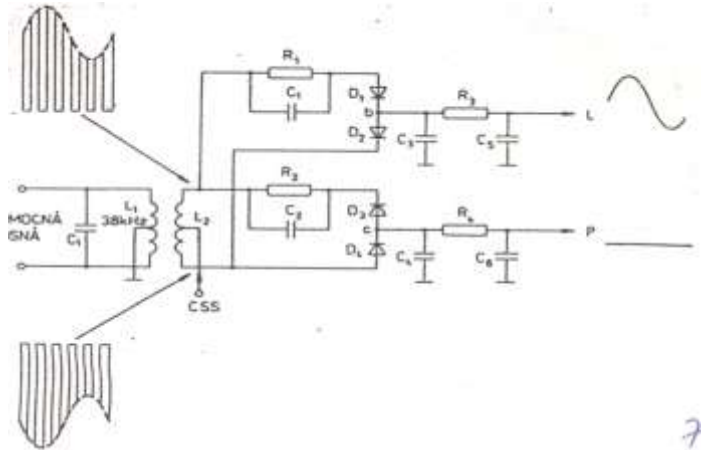 R₁
C₁
D₁
b
D₂
R₃
C₃
C₅
L
MOCNÁ
SNÁ
C₁
L₁
38kHz
L₂
CSS
R₂
C₂
D₃
c
D₄
C₄
R₄
C₆
P
7